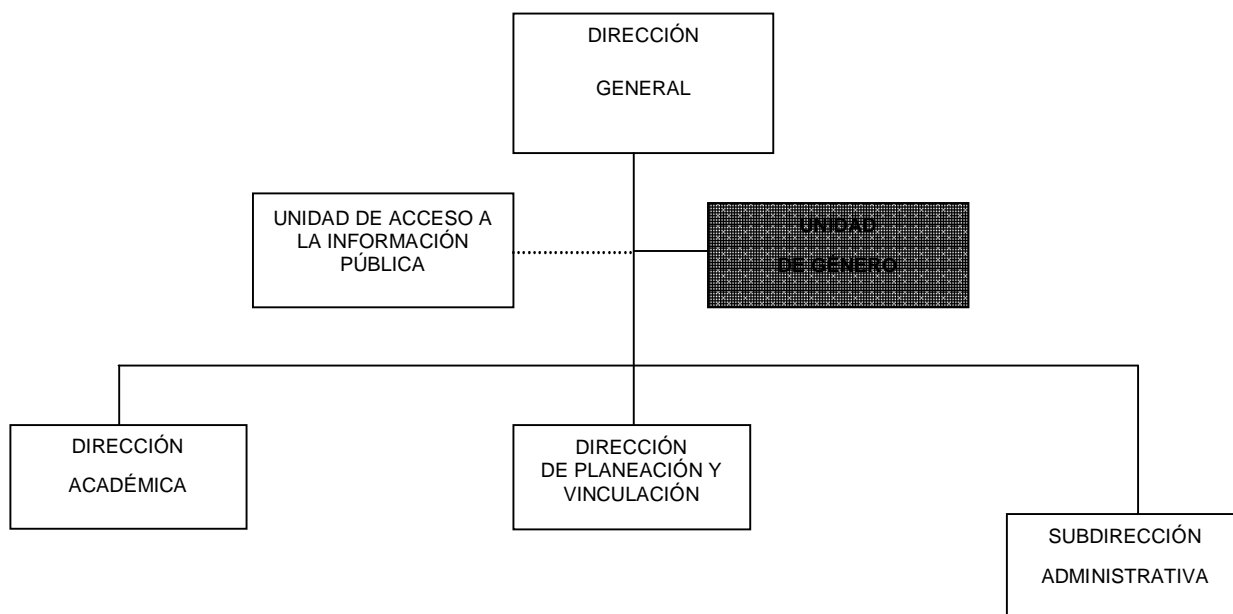 DIRECCIÓN
GENERAL
UNIDAD DE ACCESO A
LA INFORMACIÓN
PÚBLICA
UNIDAD
DE GÉNERO
DIRECCIÓN
ACADÉMICA
DIRECCIÓN
DE PLANEACIÓN Y
VINCULACIÓN
SUBDIRECCIÓN
ADMINISTRATIVA